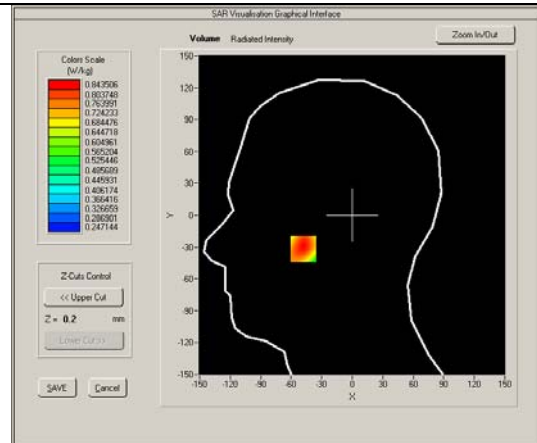 SAR Visualisation Graphical Interface
Volume Radiated Intensity
Zoom In/Out
Colors Scale
(W/kg)
0.843506
0.803748
0.763991
0.724233
0.684476
0.644718
0.604961
0.565204
0.525446
0.485689
0.445931
0.406174
0.366416
0.326659
0.286901
0.247144
Z-Cuts Control
<< Upper Cut
Z = 0.2 mm
Lower Cut >>
SAVE
Cancel
150
120
90
60
30
0
-30
-60
-90
-120
-150
Y
-150 -120 -90 -60 -30 0 30 60 90 120 150
X